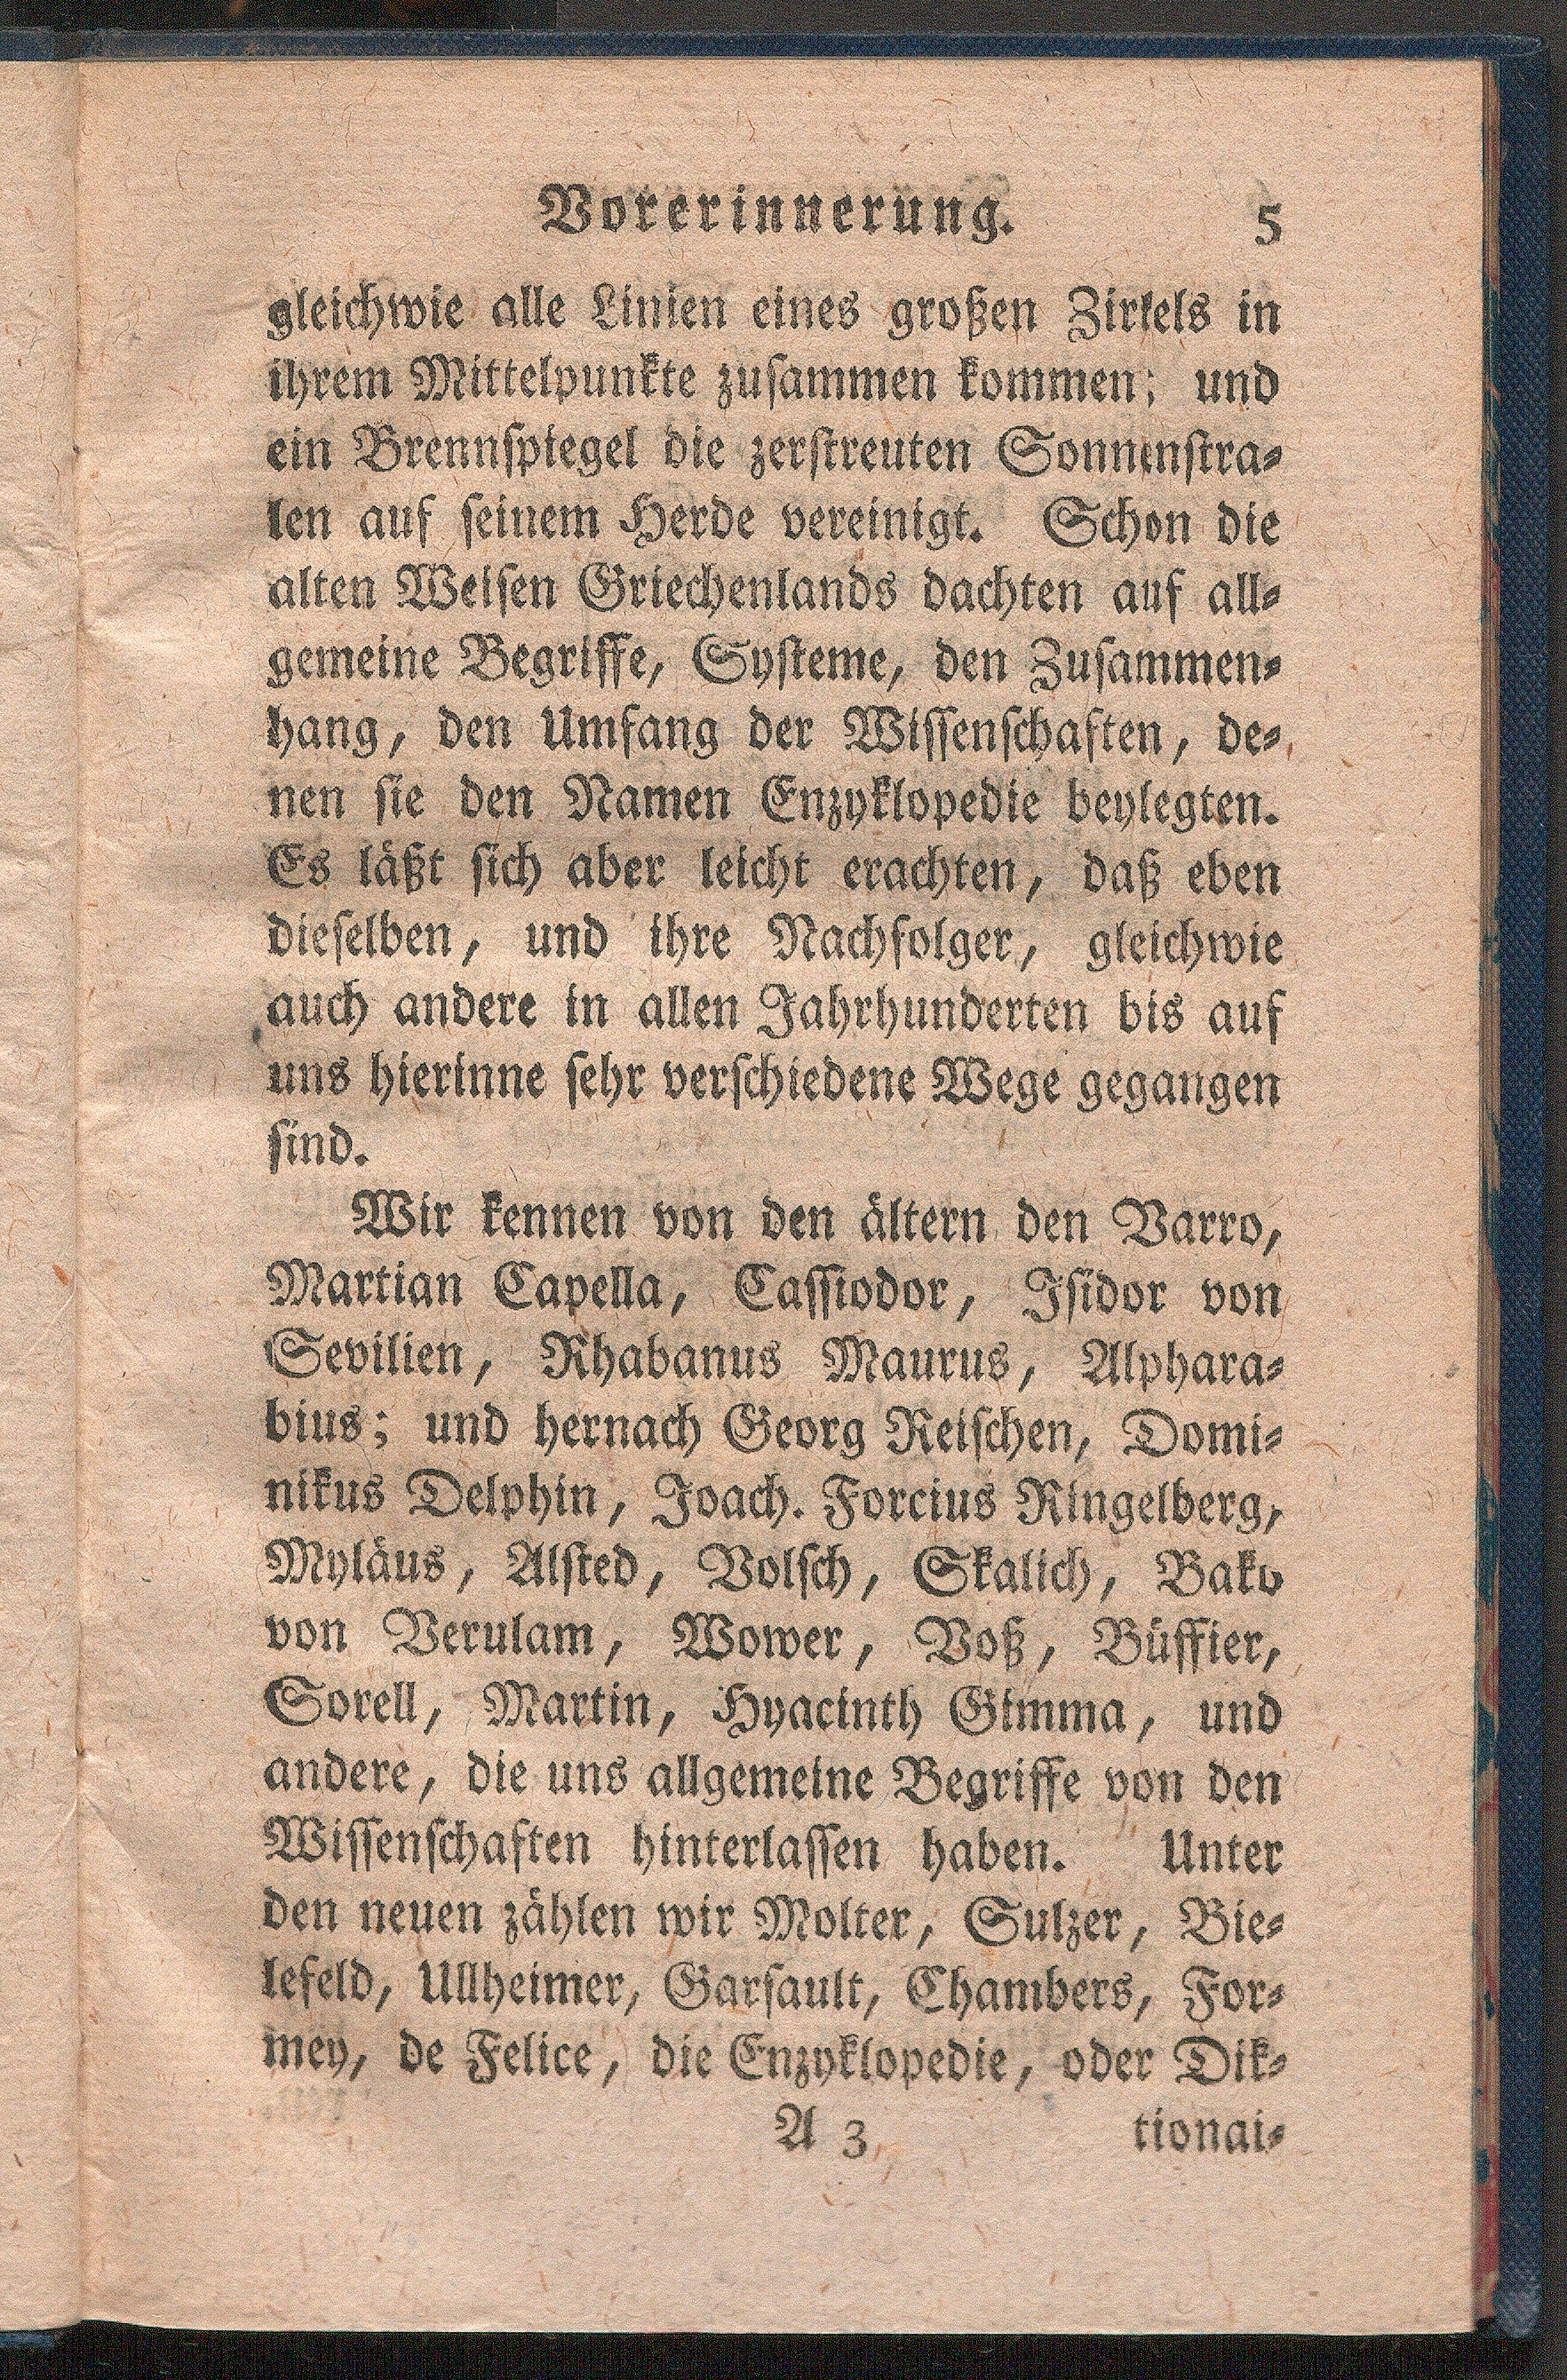 Vorerinnerung. 5
gleichwie alle Linien eines großen Zirkels in
ihrem Mittelpunkte zuſammen kommen; und
ein Brennſpiegel die zerſtreuten Sonnenſtra-
len auf ſeinem Herde vereinigt. Schon die
alten Weiſen Griechenlands dachten auf all-
gemeine Begriffe, Syſteme, den Zuſammen-
hang, den Umfang der Wiſſenſchaften, de-
nen ſie den Namen Enzyklopedie beylegten.
Es läßt ſich aber leicht erachten, daß eben
dieſelben, und ihre Nachfolger, gleichwie
auch andere in allen Jahrhunderten bis auf
uns hierinne ſehr verſchiedene Wege gegangen
ſind.
Wir kennen von den ältern den Varro,
Martian Capella, Caſſiodor, Iſidor von
Sevilien, Rhabanus Maurus, Alphara-
bius; und hernach Georg Reiſchen, Domi-
nikus Delphin, Joach. Forcius Ringelberg,
Myläus, Alſted, Volſch, Skalich, Bako
von Verulam, Wower, Voß, Büffier,
Sorell, Martin, Hyacinth Gimma, und
andere, die uns allgemeine Begriffe von den
Wiſſenſchaften hinterlaſſen haben. Unter
den neuen zählen wir Molter, Sulzer, Bie-
lefeld, Ullheimer, Garſault, Chambers, For-
mey, de Felice, die Enzyklopedie, oder Dik-
A 3 tionai-